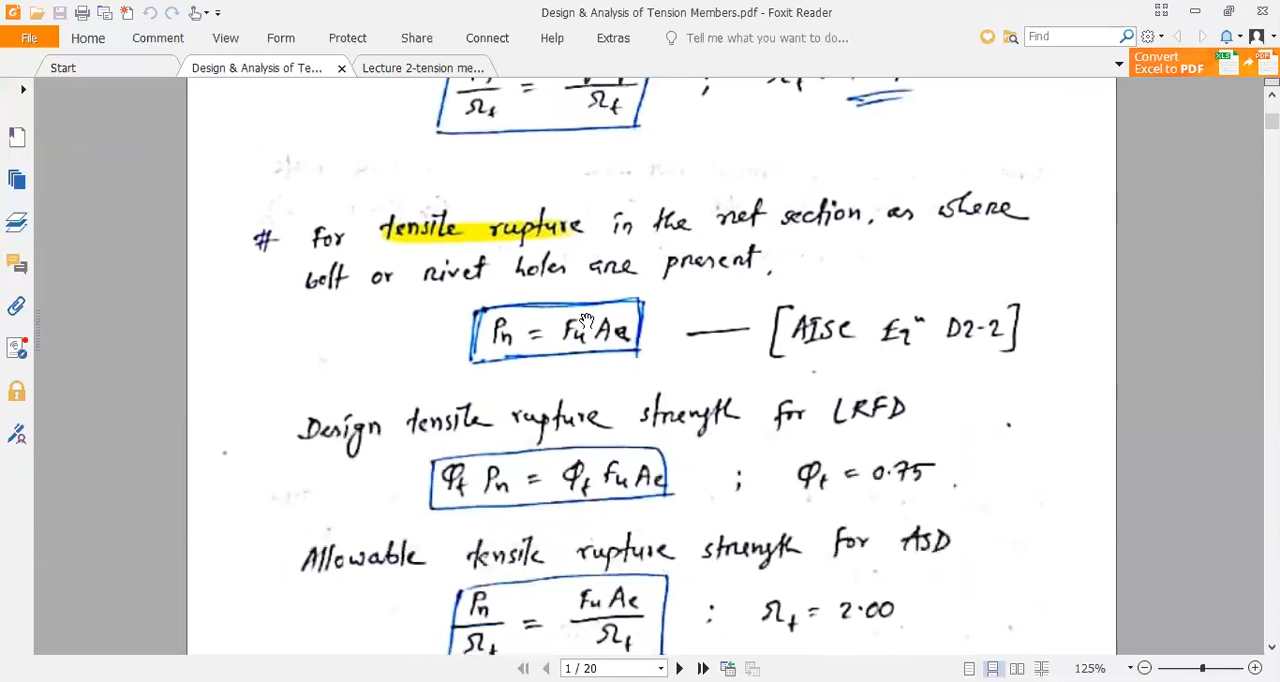 Design & Analysis of Tension Members.pdf - Foxit Reader
File
Home
Comment
View
Form
Protect
Share
Connect
Help
Extras
Tell me what you want to do...
Find
Start
Design & Analysis of Te...
Lecture 2-tension me...
Convert
Excel to PDF
Ω_t = Ω_t ;
# For tensile rupture in the net section, as where
bolt or rivet holes are present,
Pn = Fu Ae — [AISC Eqⁿ D2-2]
Design tensile rupture strength for LRFD
Φt Pn = Φt Fu Ae ; Φt = 0.75
Allowable tensile rupture strength for ASD
Pn/Ωt = Fu Ae/Ωt : Ωt = 2.00
1 / 20
125%